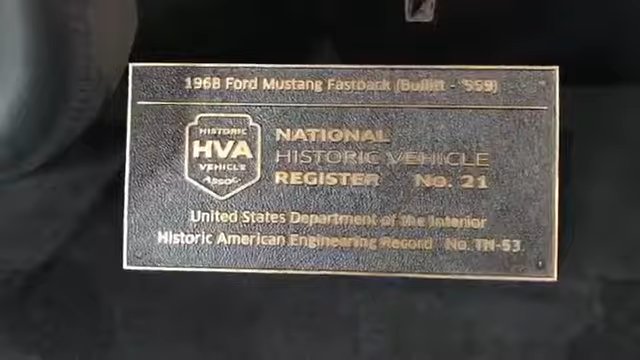 1968 Ford Mustang Fastback (Bullitt - '559)
HISTORIC
HVA
VEHICLE
ASSOC
NATIONAL
HISTORIC VEHICLE
REGISTER No. 21
United States Department of the Interior
Historic American Engineering Record No. TN-53